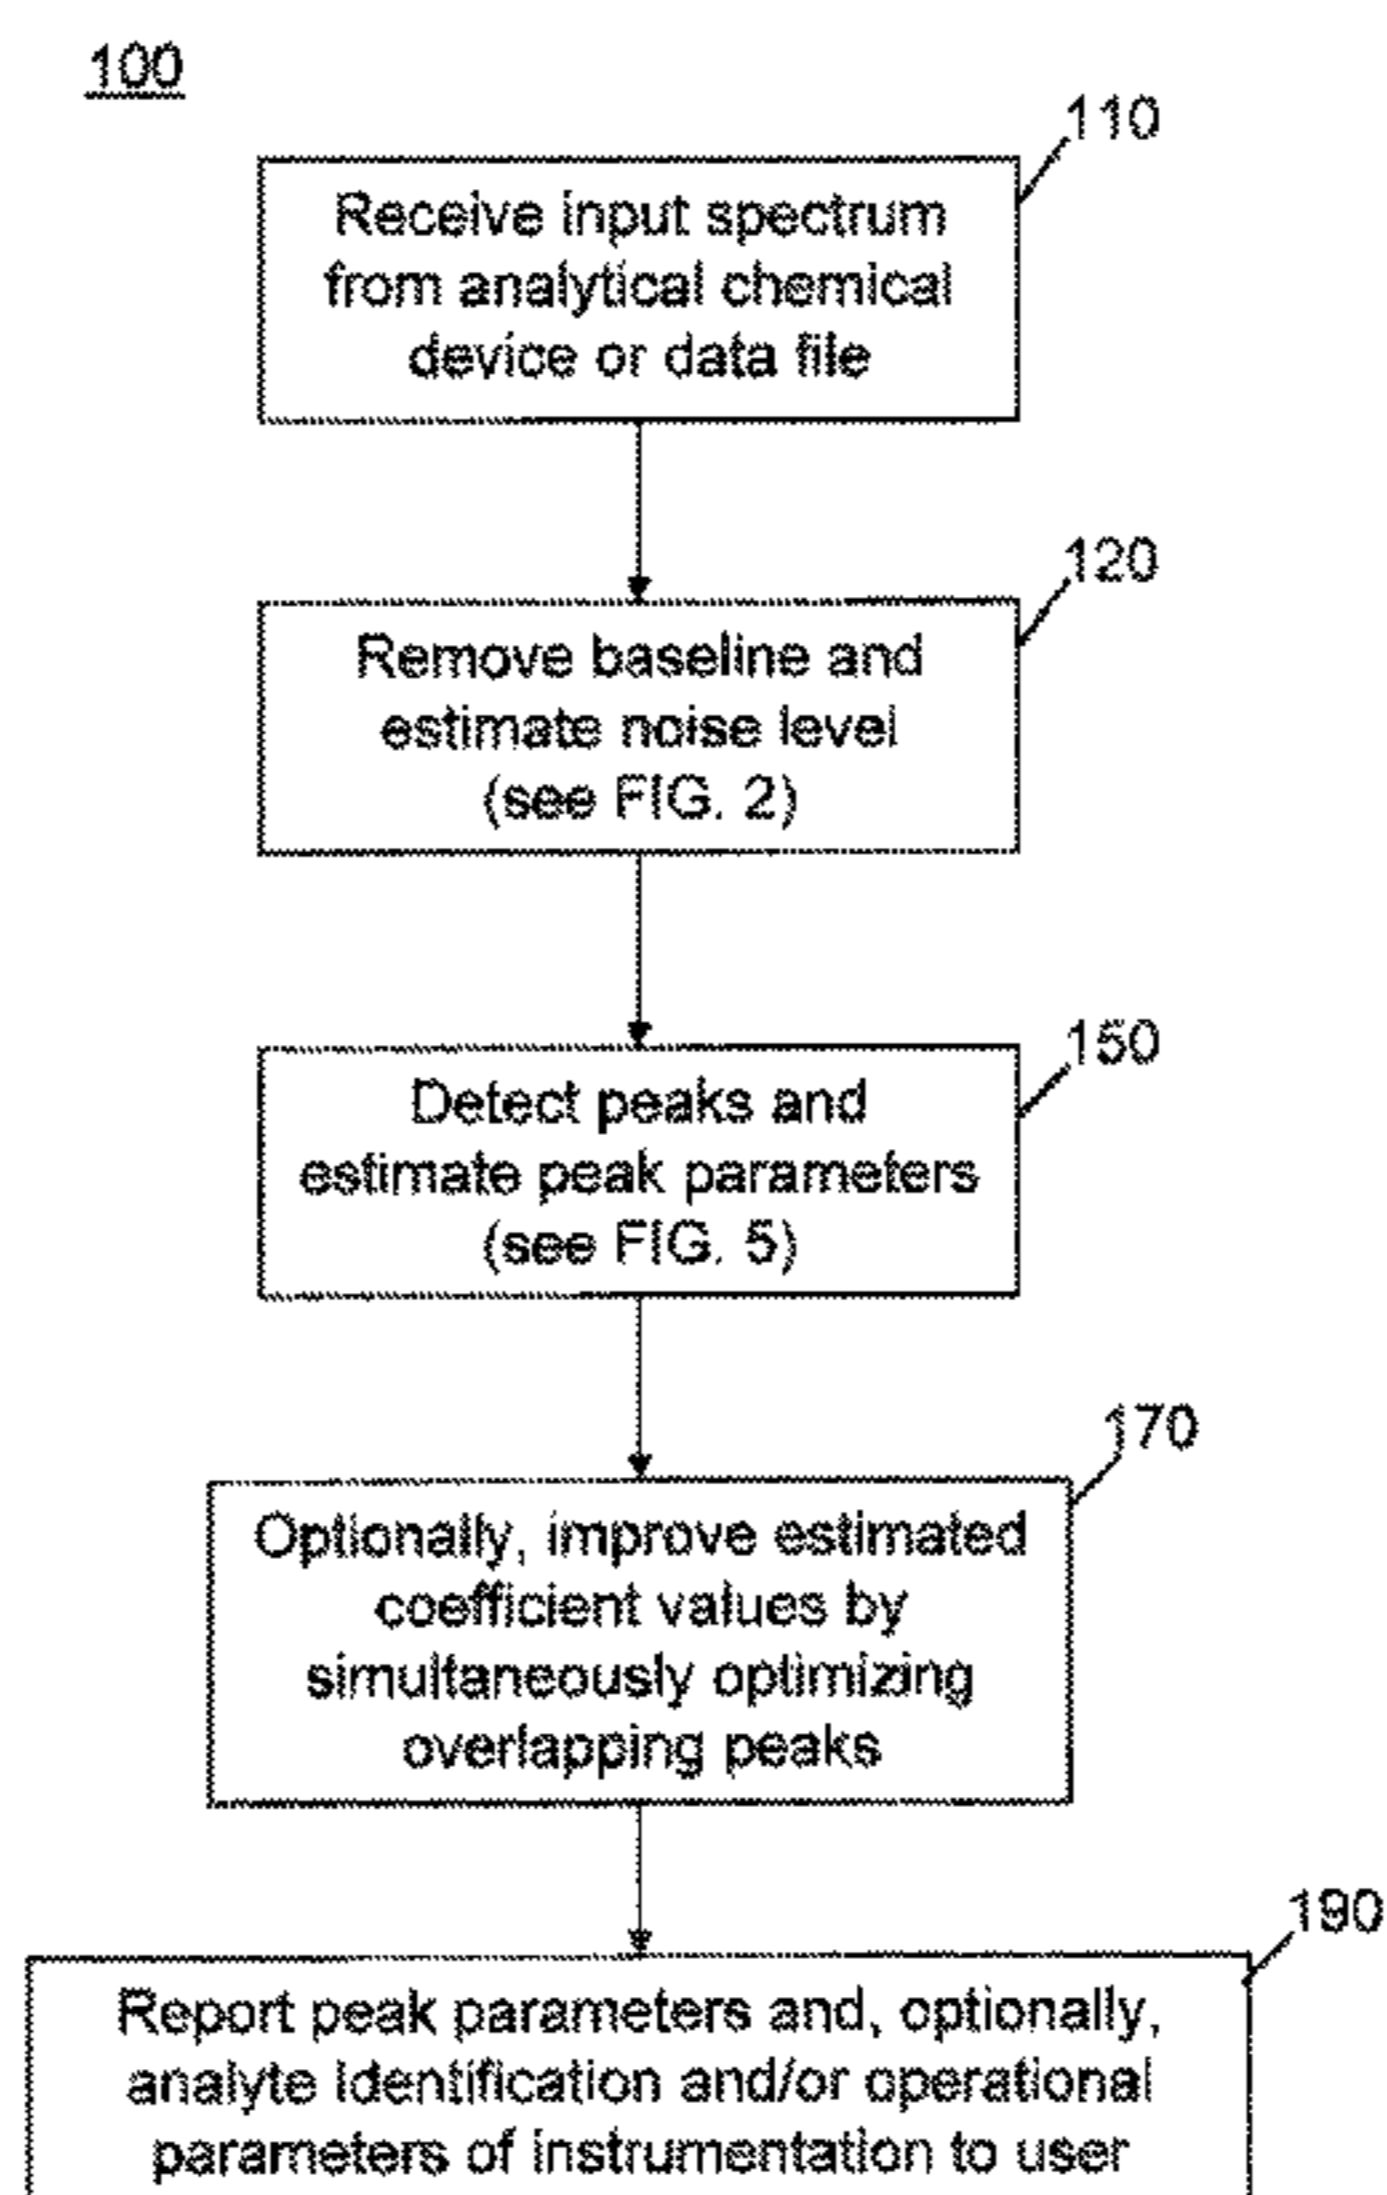 100
110
Receive input spectrum
from analytical chemical
device or data file
120
Remove baseline and
estimate noise level
(see FIG. 2)
150
Detect peaks and
estimate peak parameters
(see FIG. 5)
170
Optionally, improve estimated
coefficient values by
simultaneously optimizing
overlapping peaks
190
Report peak parameters and, optionally,
analyte identification and/or operational
parameters of instrumentation to user